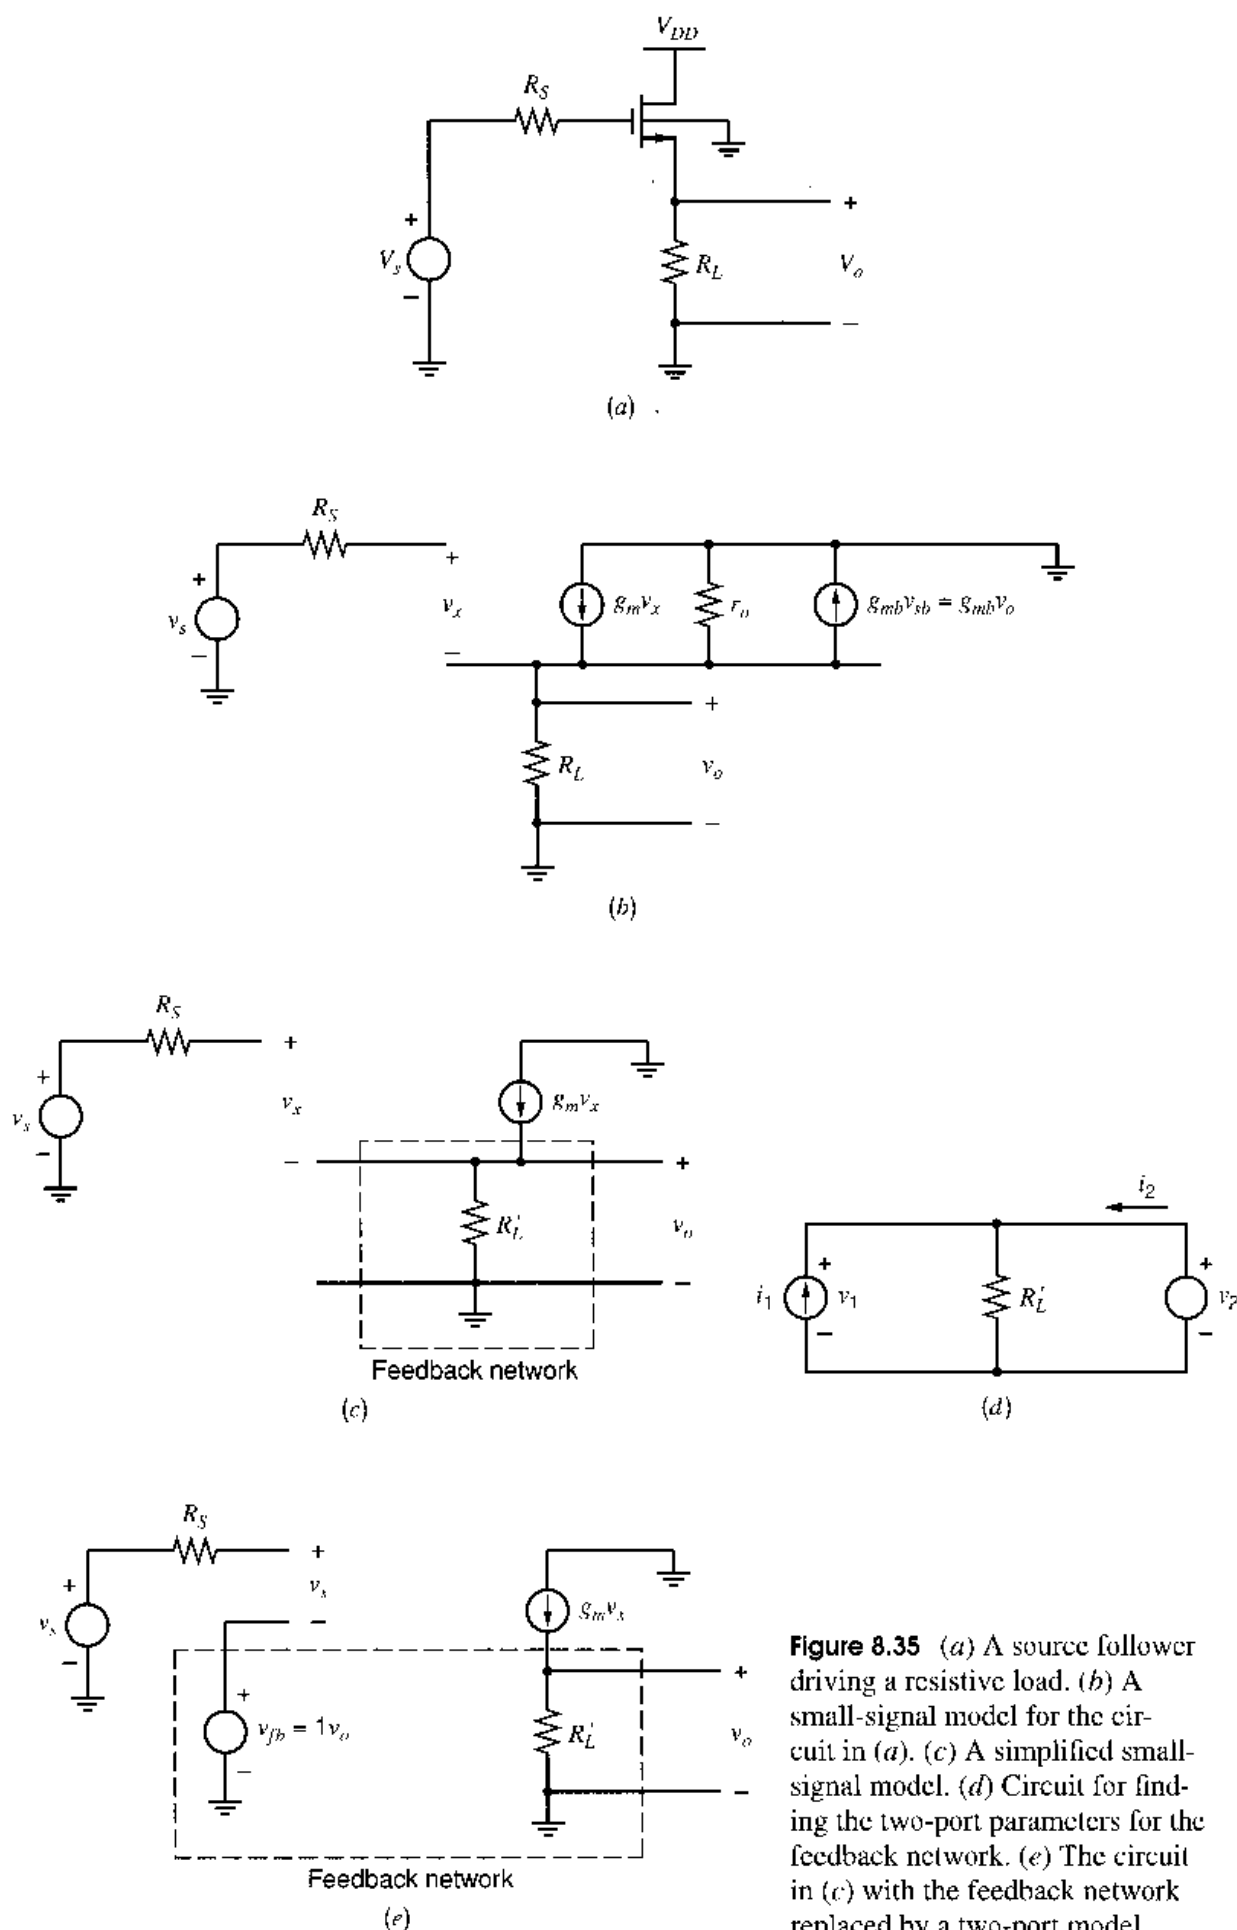 V_DD
R_S
+
V_s
−
+
R_L
V_o
−
(a)
R_S
+
+
v_s
v_x
g_m v_x
r_o
g_mb v_sb = g_mb v_o
−
−
+
R_L
v_o
−
(b)
R_S
+
+
v_s
v_x
g_m v_x
−
−
+
R_L'
v_o
−
Feedback network
(c)
i_2
+
+
i_1
v_1
R_L'
v_2
−
−
(d)
R_S
+
+
v_s
v_x
g_m v_x
−
−
+
+
v_fb = 1v_o
R_L'
v_o
−
−
Feedback network
(e)
Figure 8.35 (a) A source follower
driving a resistive load. (b) A
small-signal model for the cir-
cuit in (a). (c) A simplified small-
signal model. (d) Circuit for find-
ing the two-port parameters for the
feedback network. (e) The circuit
in (c) with the feedback network
replaced by a two-port model